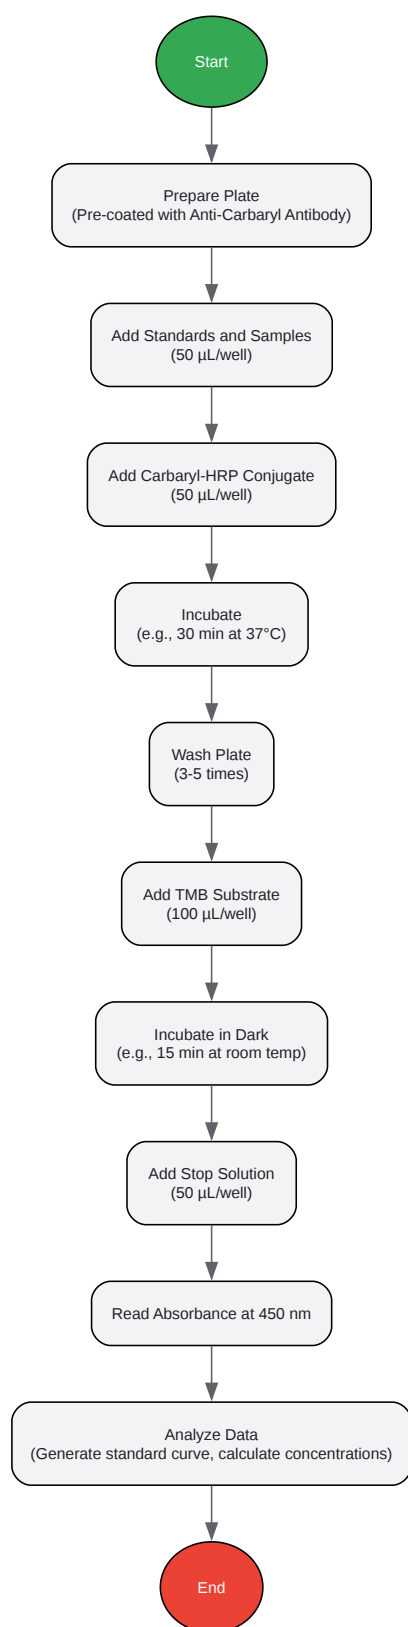 Start
Prepare Plate
(Pre-coated with Anti-Carbaryl Antibody)
Add Standards and Samples
(50 µL/well)
Add Carbaryl-HRP Conjugate
(50 µL/well)
Incubate
(e.g., 30 min at 37°C)
Wash Plate
(3-5 times)
Add TMB Substrate
(100 µL/well)
Incubate in Dark
(e.g., 15 min at room temp)
Add Stop Solution
(50 µL/well)
Read Absorbance at 450 nm
Analyze Data
(Generate standard curve, calculate concentrations)
End